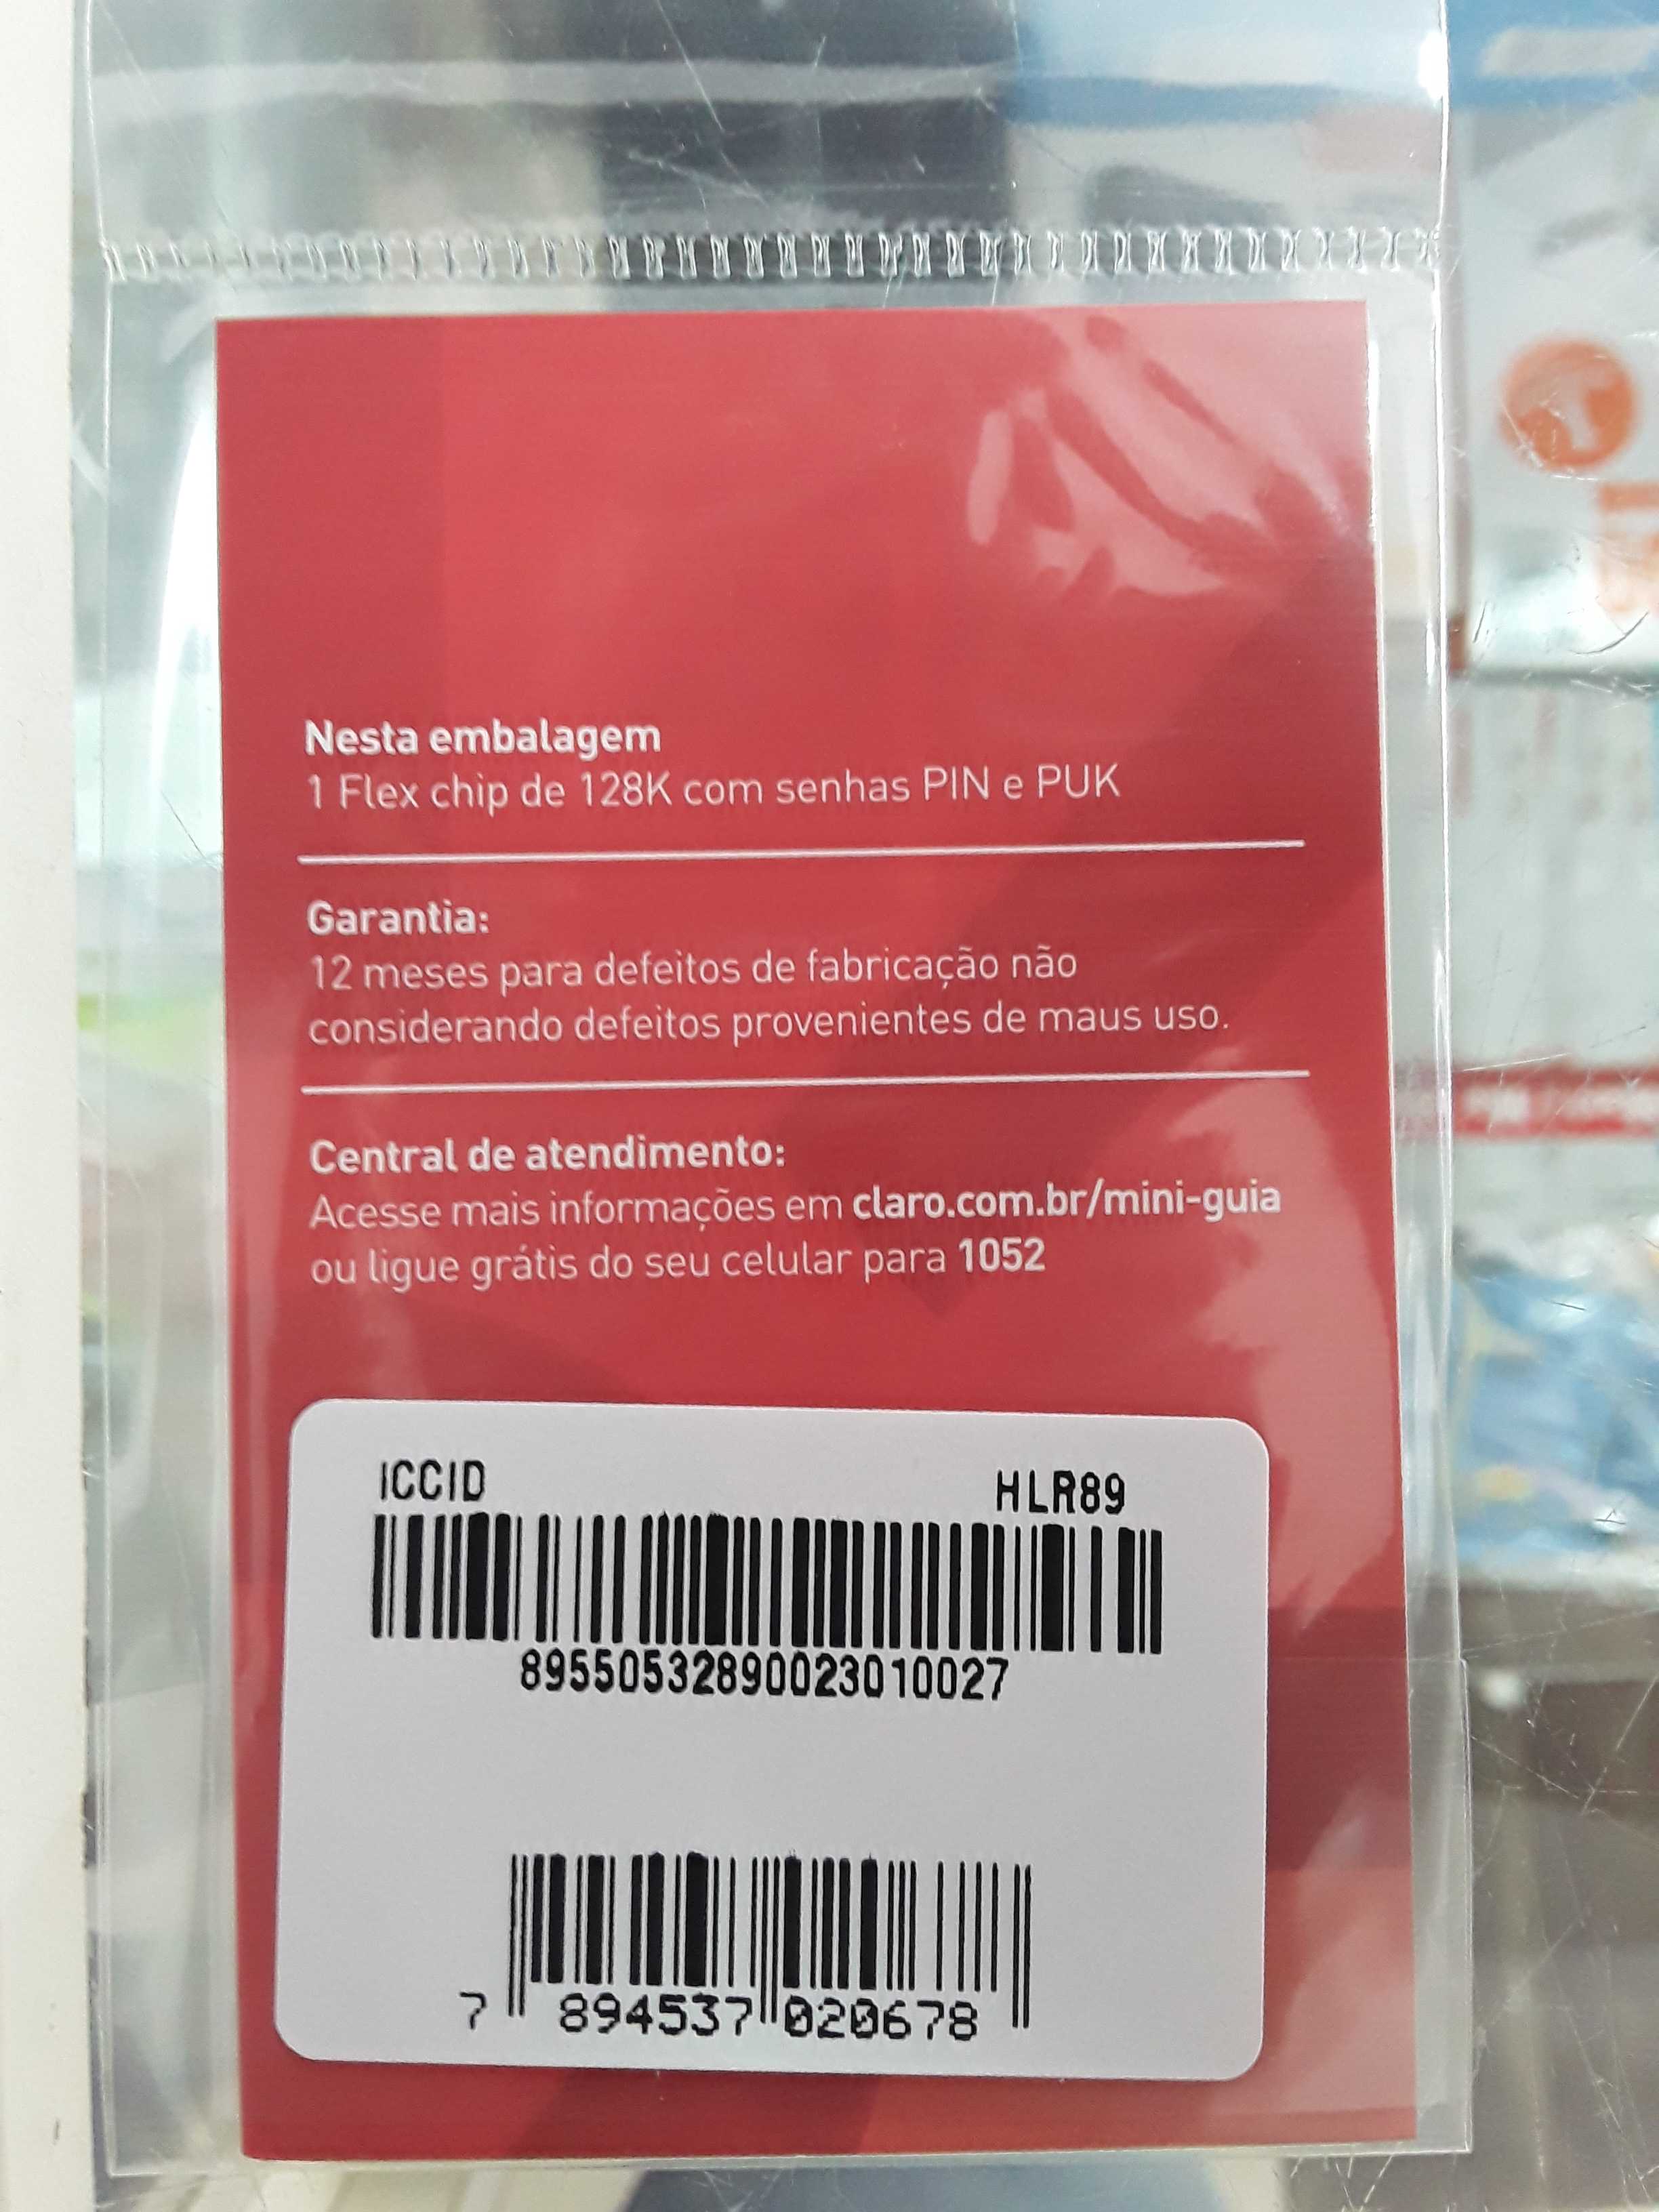 Nesta embalagem
1 Flex chip de 128K com senhas PIN e PUK
Garantia:
12 meses para defeitos de fabricação não
considerando defeitos provenientes de maus uso.
Central de atendimento:
Acesse mais informações em claro.com.br/mini-guia
ou ligue grátis do seu celular para 1052
ICCID HLR89
89550532890023010027
7 894537 020678